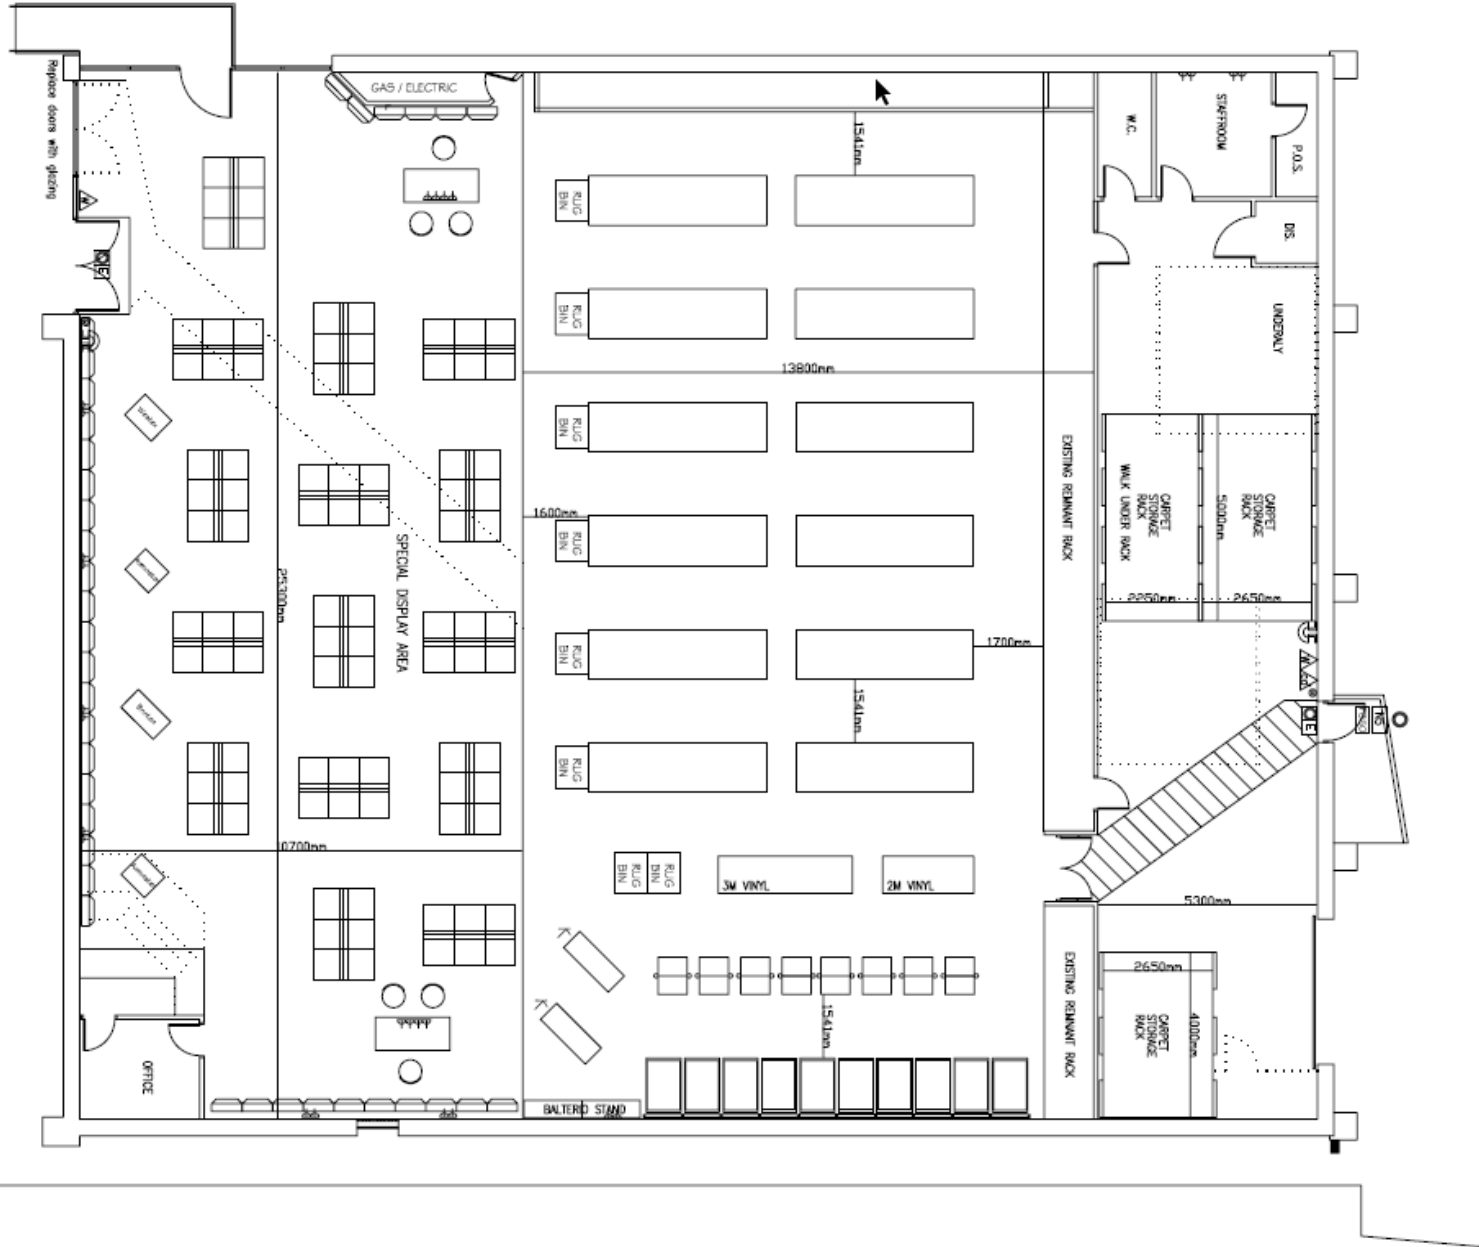 Replace doors with glazing
GAS / ELECTRIC
W.C.
STAFFROOM
P.O.S.
DIS.
1541mm
RUG
BIN
RUG
BIN
UNDERALY
13800mm
RUG
BIN
EXISTING REMNANT RACK
WALK UNDER RACK
CARPET
STORAGE
RACK
5000mm
CARPET
STORAGE
RACK
1600mm
RUG
BIN
SPECIAL DISPLAY AREA
25300mm
2250mm
2650mm
RUG
BIN
1700mm
1541mm
RUG
BIN
10700mm
RUG
BIN
RUG
BIN
3M VINYL
2M VINYL
5300mm
EXISTING REMNANT RACK
2650mm
CARPET
STORAGE
RACK
4000mm
1541mm
OFFICE
BALTERIO STAND